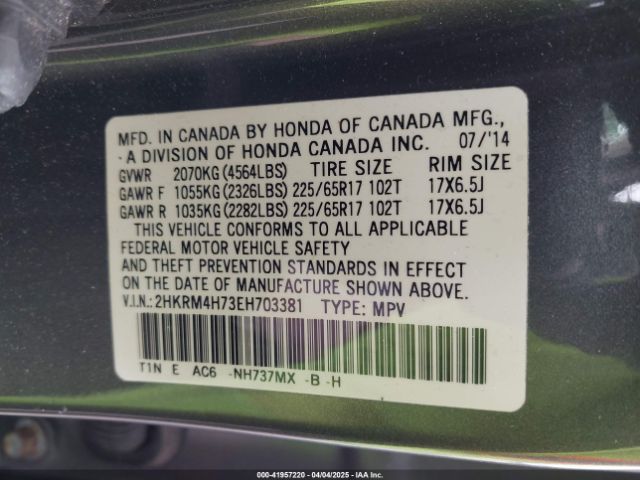 MFD. IN CANADA BY HONDA OF CANADA MFG.,
A DIVISION OF HONDA CANADA INC. 07/'14
GVWR 2070KG (4564LBS) TIRE SIZE RIM SIZE
GAWR F 1055KG (2326LBS) 225/65R17 102T 17X6.5J
GAWR R 1035KG (2282LBS) 225/65R17 102T 17X6.5J
THIS VEHICLE CONFORMS TO ALL APPLICABLE
FEDERAL MOTOR VEHICLE SAFETY
AND THEFT PREVENTION STANDARDS IN EFFECT
ON THE DATE OF MANUFACTURE SHOWN ABOVE.
V.I.N.:2HKRM4H73EH703381 TYPE: MPV
T1N E AC6 -NH737MX -B -H
000-41957220 - 04/04/2025 - IAA Inc.